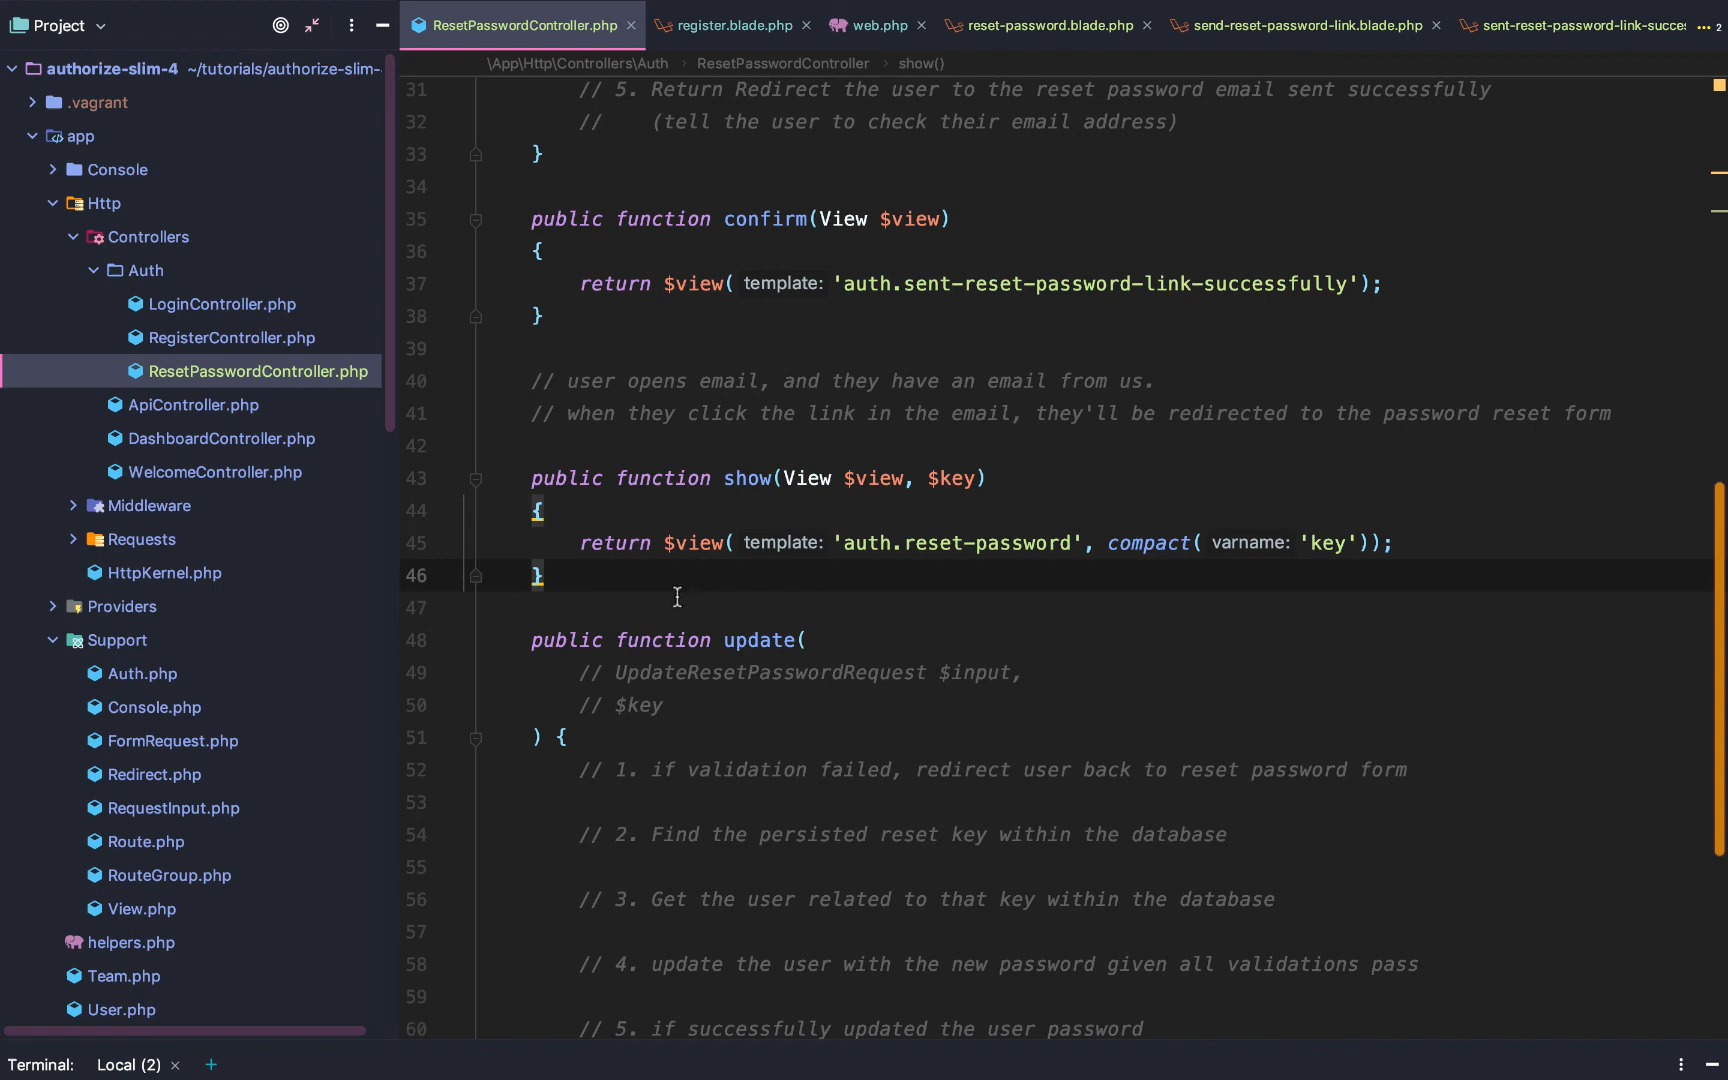 Project
ResetPasswordController.php
register.blade.php
web.php
reset-password.blade.php
send-reset-password-link.blade.php
sent-reset-password-link-succes
2
authorize-slim-4 ~/tutorials/authorize-slim-
.vagrant
app
Console
Http
Controllers
Auth
LoginController.php
RegisterController.php
ResetPasswordController.php
ApiController.php
DashboardController.php
WelcomeController.php
Middleware
Requests
HttpKernel.php
Providers
Support
Auth.php
Console.php
FormRequest.php
Redirect.php
RequestInput.php
Route.php
RouteGroup.php
View.php
helpers.php
Team.php
User.php
\App\Http\Controllers\Auth > ResetPasswordController > show()
31 // 5. Return Redirect the user to the reset password email sent successfully
32 // (tell the user to check their email address)
33 }
34
35 public function confirm(View $view)
36 {
37 return $view( template: 'auth.sent-reset-password-link-successfully');
38 }
39
40 // user opens email, and they have an email from us.
41 // when they click the link in the email, they'll be redirected to the password reset form
42
43 public function show(View $view, $key)
44 {
45 return $view( template: 'auth.reset-password', compact( varname: 'key'));
46 }
47
48 public function update(
49 // UpdateResetPasswordRequest $input,
50 // $key
51 ) {
52 // 1. if validation failed, redirect user back to reset password form
53
54 // 2. Find the persisted reset key within the database
55
56 // 3. Get the user related to that key within the database
57
58 // 4. update the user with the new password given all validations pass
59
60 // 5. if successfully updated the user password
Terminal: Local (2) × +